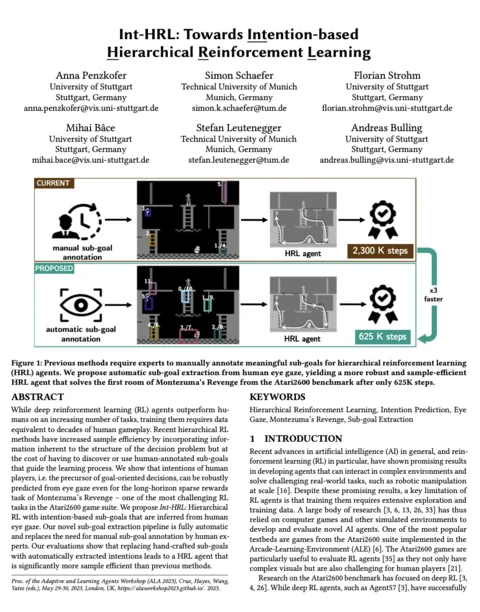 Int-HRL: Towards Intention-based
Hierarchical Reinforcement Learning
Anna Penzkofer
University of Stuttgart
Stuttgart, Germany
anna.penzkofer@vis.uni-stuttgart.de
Simon Schaefer
Technical University of Munich
Munich, Germany
simon.k.schaefer@tum.de
Florian Strohm
University of Stuttgart
Stuttgart, Germany
florian.strohm@vis.uni-stuttgart.de
Mihai Bâce
University of Stuttgart
Stuttgart, Germany
mihai.bace@vis.uni-stuttgart.de
Stefan Leutenegger
Technical University of Munich
Munich, Germany
stefan.leutenegger@tum.de
Andreas Bulling
University of Stuttgart
Stuttgart, Germany
andreas.bulling@vis.uni-stuttgart.de
CURRENT
manual sub-goal
annotation
HRL agent
2,300 K steps
PROPOSED
automatic sub-goal
annotation
HRL agent
625 K steps
x3
faster
Figure 1: Previous methods require experts to manually annotate meaningful sub-goals for hierarchical reinforcement learning
(HRL) agents. We propose automatic sub-goal extraction from human eye gaze, yielding a more robust and sample-efficient
HRL agent that solves the first room of Montezuma's Revenge from the Atari2600 benchmark after only 625K steps.
ABSTRACT
While deep reinforcement learning (RL) agents outperform hu-
mans on an increasing number of tasks, training them requires data
equivalent to decades of human gameplay. Recent hierarchical RL
methods have increased sample efficiency by incorporating infor-
mation inherent to the structure of the decision problem but at
the cost of having to discover or use human-annotated sub-goals
that guide the learning process. We show that intentions of human
players, i.e. the precursor of goal-oriented decisions, can be robustly
predicted from eye gaze even for the long-horizon sparse rewards
task of Montezuma's Revenge – one of the most challenging RL
tasks in the Atari2600 game suite. We propose Int-HRL: Hierarchical
RL with intention-based sub-goals that are inferred from human
eye gaze. Our novel sub-goal extraction pipeline is fully automatic
and replaces the need for manual sub-goal annotation by human ex-
perts. Our evaluations show that replacing hand-crafted sub-goals
with automatically extracted intentions leads to a HRL agent that
is significantly more sample efficient than previous methods.
Proc. of the Adaptive and Learning Agents Workshop (ALA 2023), Cruz, Hayes, Wang,
Yates (eds.), May 29-30, 2023, London, UK, https://alaworkshop2023.github.io/. 2023.
KEYWORDS
Hierarchical Reinforcement Learning, Intention Prediction, Eye
Gaze, Montezuma's Revenge, Sub-goal Extraction
1 INTRODUCTION
Recent advances in artificial intelligence (AI) in general, and rein-
forcement learning (RL) in particular, have shown promising results
in developing agents that can interact in complex environments and
solve challenging real-world tasks, such as robotic manipulation
at scale [16]. Despite these promising results, a key limitation of
RL agents is that training them requires extensive exploration and
training data. A large body of research [3, 6, 13, 26, 33] has thus
relied on computer games and other simulated environments to
develop and evaluate novel AI agents. One of the most popular
testbeds are games from the Atari2600 suite implemented in the
Arcade-Learning-Environment (ALE) [6]. The Atari2600 games are
particularly useful to evaluate RL agents [35] as they not only have
complex visuals but are also challenging for human players [21].
Research on the Atari2600 benchmark has focused on deep RL [3,
4, 26]. While deep RL agents, such as Agent57 [3], have successfully